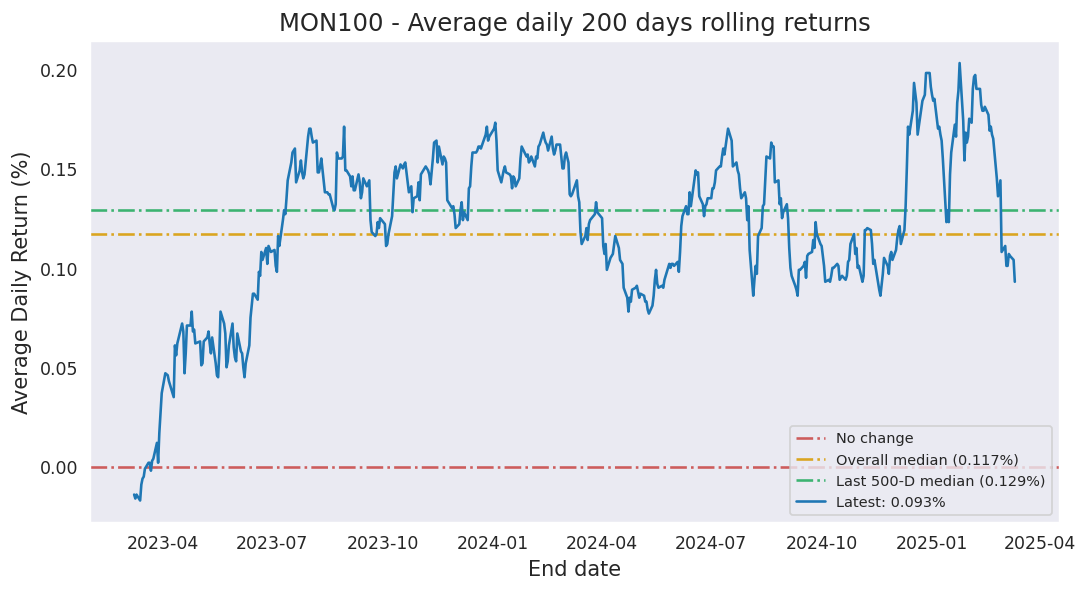 MON100 - Average daily 200 days rolling returns
Average Daily Return (%)
0.20
0.15
0.10
0.05
0.00
No change
Overall median (0.117%)
Last 500-D median (0.129%)
Latest: 0.093%
2023-04 2023-07 2023-10 2024-01 2024-04 2024-07 2024-10 2025-01 2025-04
End date